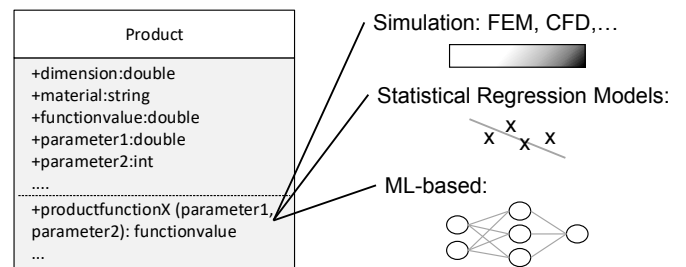 Product
+dimension:double
+material:string
+functionvalue:double
+parameter1:double
+parameter2:int
....
+productfunctionX (parameter1,
parameter2): functionvalue
...
Simulation: FEM, CFD,…
Statistical Regression Models:
x x x x
ML-based: